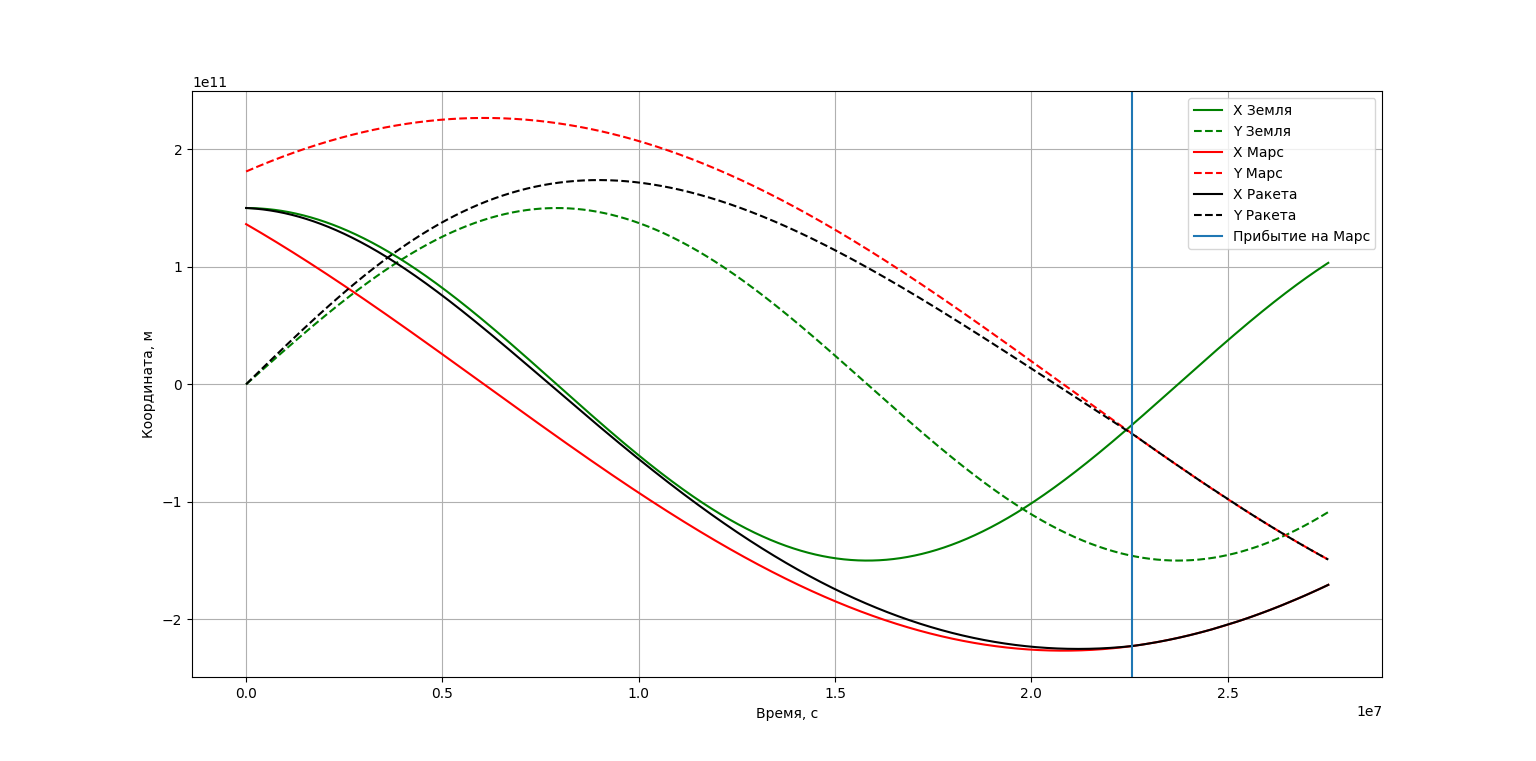 1e11
2
1
0
−1
−2
Координата, м
0.0
0.5
1.0
1.5
2.0
2.5
1e7
Время, с
X Земля
Y Земля
X Марс
Y Марс
X Ракета
Y Ракета
Прибытие на Марс